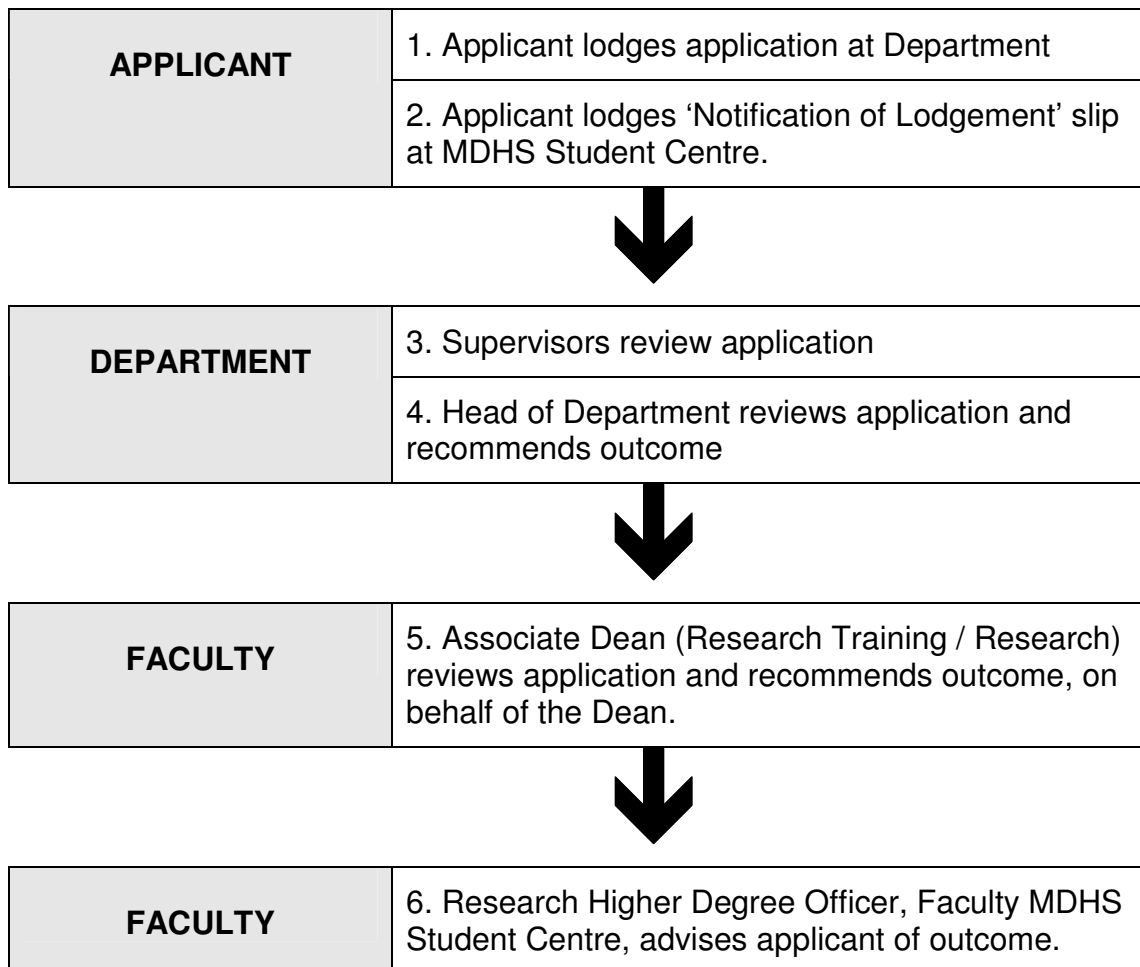 APPLICANT
1. Applicant lodges application at Department
2. Applicant lodges ‘Notification of Lodgement’ slip
at MDHS Student Centre.
DEPARTMENT
3. Supervisors review application
4. Head of Department reviews application and
recommends outcome
FACULTY
5. Associate Dean (Research Training / Research)
reviews application and recommends outcome, on
behalf of the Dean.
FACULTY
6. Research Higher Degree Officer, Faculty MDHS
Student Centre, advises applicant of outcome.